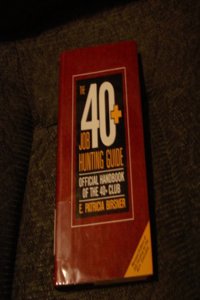 THE
40+
JOB
HUNTING GUIDE
OFFICIAL HANDBOOK
OF THE 40+ CLUB
E. PATRICIA BIRSNER